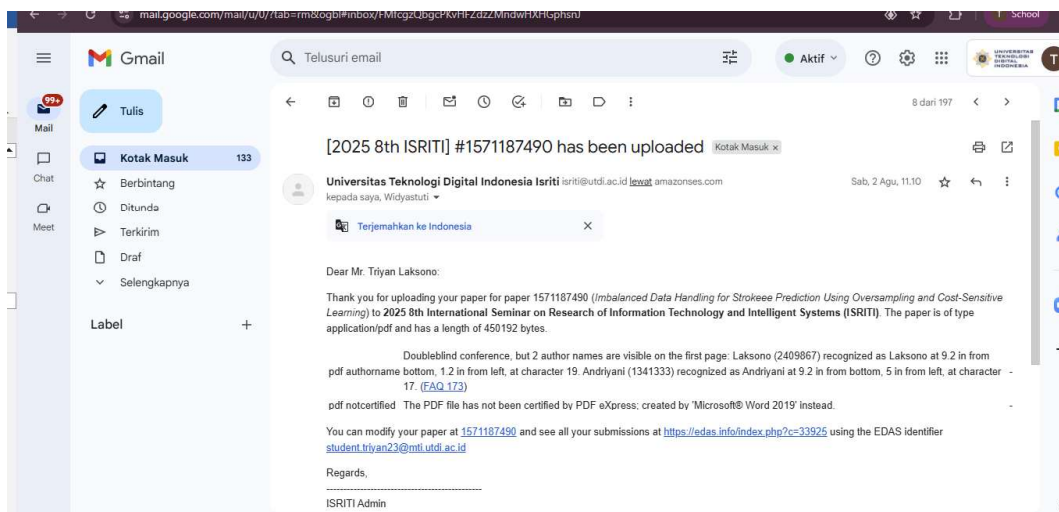 mail.google.com/mail/u/0/?tab=rm&ogbl#inbox/FMfcgzQbgcPKvHFZdzZMndwHXHGphsnJ
School
Gmail
Telusuri email
Aktif
UNIVERSITAS
TEKNOLOGI
DIGITAL
INDONESIA
T
99+
Mail
Chat
Meet
Tulis
Kotak Masuk 133
Berbintang
Ditunda
Terkirim
Draf
Selengkapnya
Label +
8 dari 197
[2025 8th ISRITI] #1571187490 has been uploaded Kotak Masuk x
Universitas Teknologi Digital Indonesia Isriti isriti@utdi.ac.id lewat amazonses.com Sab, 2 Agu, 11.10
kepada saya, Widyastuti
Terjemahkan ke Indonesia
Dear Mr. Triyan Laksono:
Thank you for uploading your paper for paper 1571187490 (Imbalanced Data Handling for Strokeee Prediction Using Oversampling and Cost-Sensitive
Learning) to 2025 8th International Seminar on Research of Information Technology and Intelligent Systems (ISRITI). The paper is of type
application/pdf and has a length of 450192 bytes.
Doubleblind conference, but 2 author names are visible on the first page: Laksono (2409867) recognized as Laksono at 9.2 in from
pdf authorname bottom, 1.2 in from left, at character 19. Andriyani (1341333) recognized as Andriyani at 9.2 in from bottom, 5 in from left, at character -
17. (FAQ 173)
pdf notcertified The PDF file has not been certified by PDF eXpress; created by 'Microsoft® Word 2019' instead. -
You can modify your paper at 1571187490 and see all your submissions at https://edas.info/index.php?c=33925 using the EDAS identifier
student.triyan23@mti.utdi.ac.id
Regards,
----------------------------------------------
ISRITI Admin